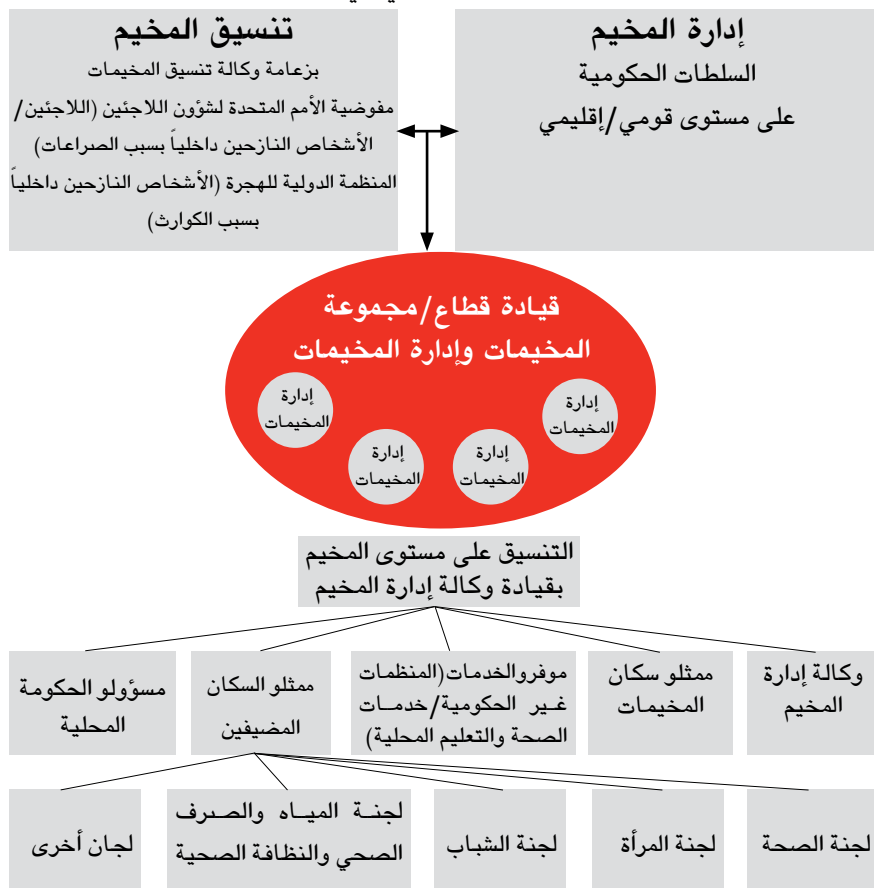 إدارة المخيم
السلطات الحكومية
على مستوى قومي/إقليمي
تنسيق المخيم
بزعامة وكالة تنسيق المخيمات
مفوضية الأمم المتحدة لشؤون اللاجئين (اللاجئين/
الأشخاص النازحين داخلياً بسبب الصراعات)
المنظمة الدولية للهجرة (الأشخاص النازحين داخلياً
بسبب الكوارث)
قيادة قطاع/مجموعة
المخيمات وإدارة المخيمات
إدارة
المخيمات
إدارة
المخيمات
إدارة
المخيمات
إدارة
المخيمات
التنسيق على مستوى المخيم
بقيادة وكالة إدارة المخيم
وكالة إدارة
المخيم
ممثلو سكان
المخيمات
موفروالخدمات(المنظمات
غير الحكومية/خدمات
الصحة والتعليم المحلية)
ممثلو السكان
المضيفين
مسؤولو الحكومة
المحلية
لجنة الصحة
لجنة المرأة
لجنة الشباب
لجنة المياه والصرف
الصحي والنظافة الصحية
لجان أخرى